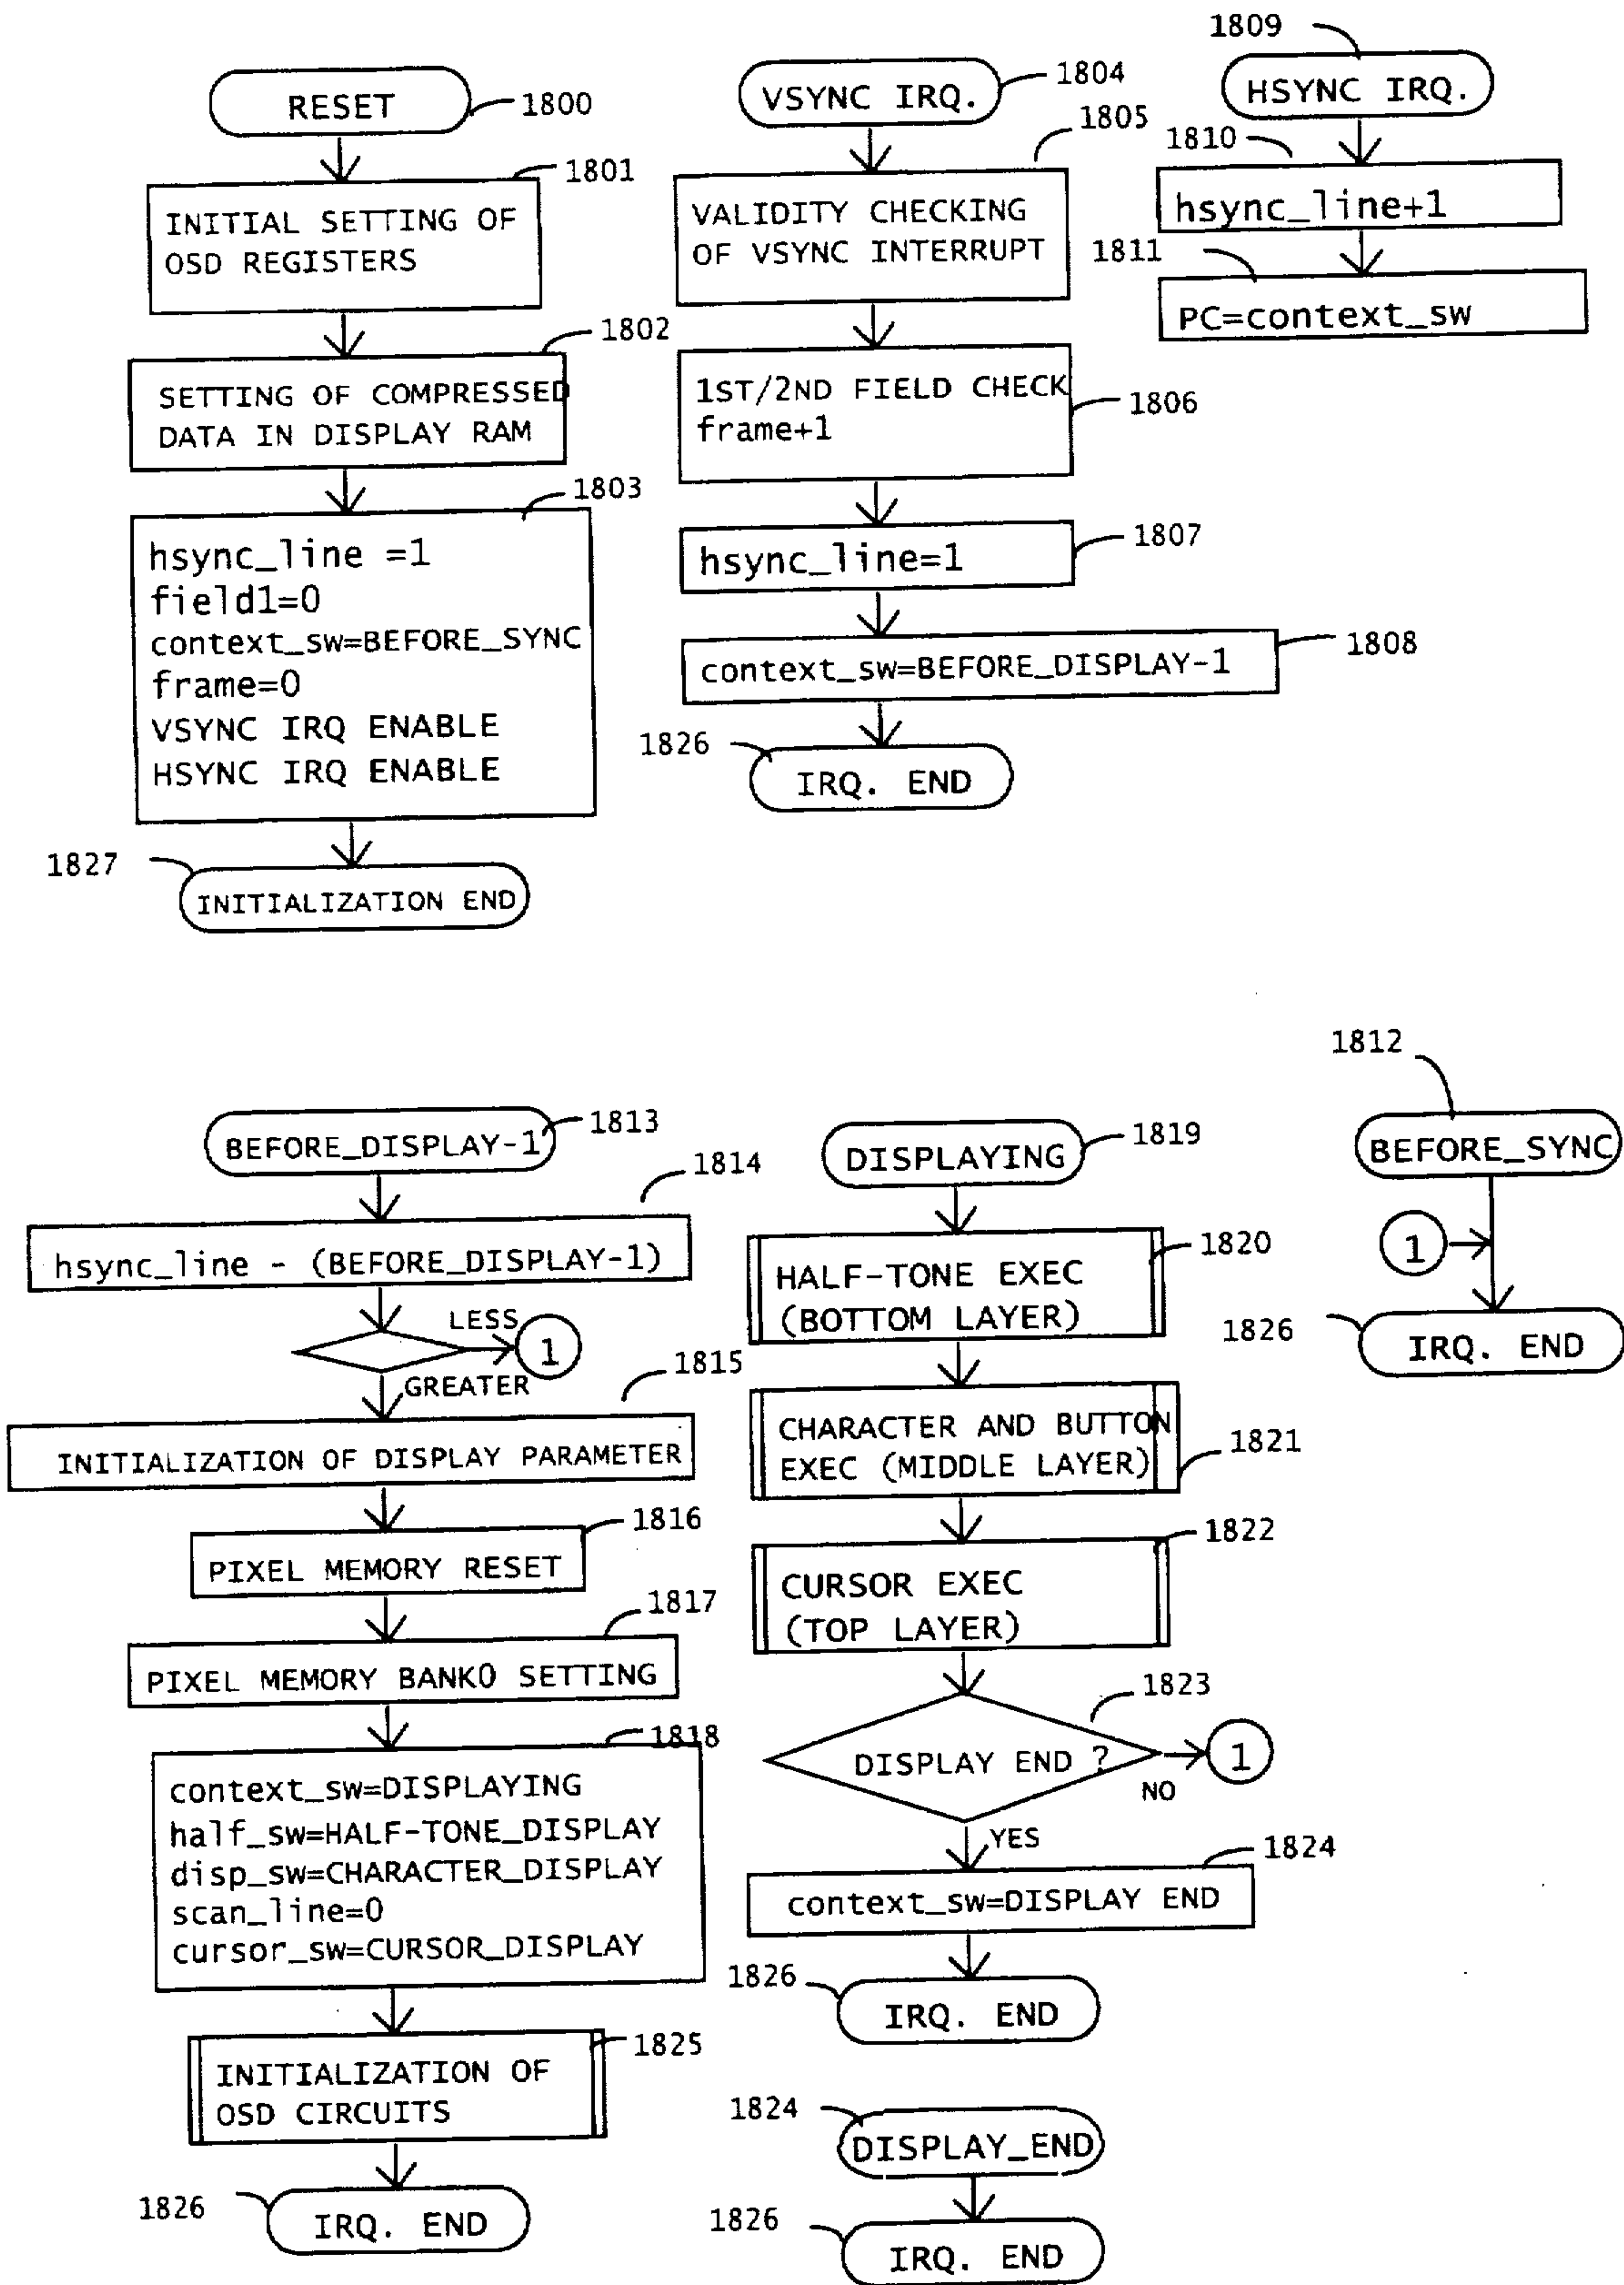 RESET
1800
1801
INITIAL SETTING OF
OSD REGISTERS
1802
SETTING OF COMPRESSED
DATA IN DISPLAY RAM
1803
hsync_line =1
field1=0
context_sw=BEFORE_SYNC
frame=0
VSYNC IRQ ENABLE
HSYNC IRQ ENABLE
1827
INITIALIZATION END
VSYNC IRQ.
1804
1805
VALIDITY CHECKING
OF VSYNC INTERRUPT
1ST/2ND FIELD CHECK
frame+1
1806
hsync_line=1
1807
context_sw=BEFORE_DISPLAY-1
1808
1826
IRQ. END
1809
HSYNC IRQ.
1810
hsync_line+1
1811
PC=context_sw
BEFORE_DISPLAY-1
1813
1814
hsync_line - (BEFORE_DISPLAY-1)
LESS
1
GREATER
1815
INITIALIZATION OF DISPLAY PARAMETER
1816
PIXEL MEMORY RESET
1817
PIXEL MEMORY BANK0 SETTING
1818
context_sw=DISPLAYING
half_sw=HALF-TONE_DISPLAY
disp_sw=CHARACTER_DISPLAY
scan_line=0
cursor_sw=CURSOR_DISPLAY
1825
INITIALIZATION OF
OSD CIRCUITS
1826
IRQ. END
DISPLAYING
1819
1820
HALF-TONE EXEC
(BOTTOM LAYER)
CHARACTER AND BUTTON
EXEC (MIDDLE LAYER)
1821
1822
CURSOR EXEC
(TOP LAYER)
1823
DISPLAY END ?
1
NO
YES
1824
context_sw=DISPLAY END
1826
IRQ. END
1824
DISPLAY_END
1826
IRQ. END
1812
BEFORE_SYNC
1
1826
IRQ. END